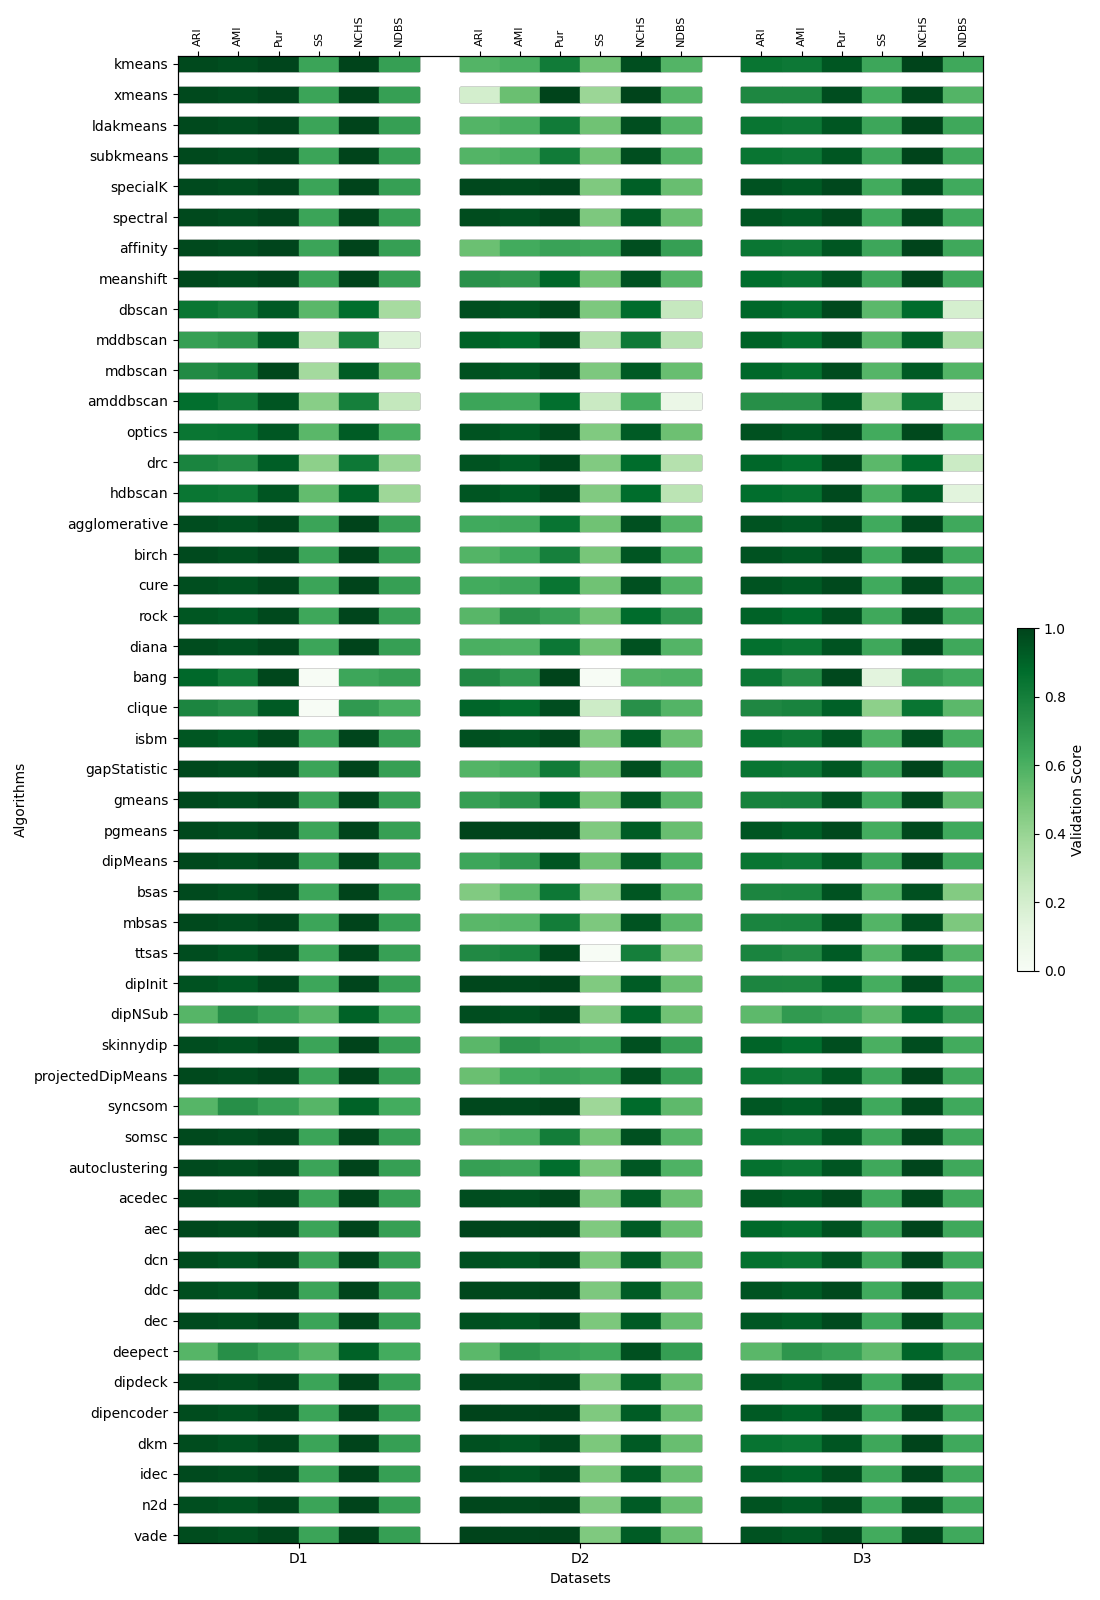 ARI AMI Pur SS NCHS NDBS ARI AMI Pur SS NCHS NDBS ARI AMI Pur SS NCHS NDBS
kmeans
xmeans
ldakmeans
subkmeans
specialK
spectral
affinity
meanshift
dbscan
mddbscan
mdbscan
amddbscan
optics
drc
hdbscan
agglomerative
birch
cure
rock
diana
bang
clique
isbm
gapStatistic
gmeans
pgmeans
dipMeans
bsas
mbsas
ttsas
dipInit
dipNSub
skinnydip
projectedDipMeans
syncsom
somsc
autoclustering
acedec
aec
dcn
ddc
dec
deepect
dipdeck
dipencoder
dkm
idec
n2d
vade
Algorithms
D1 D2 D3
Datasets
1.0
0.8
0.6
0.4
0.2
0.0
Validation Score